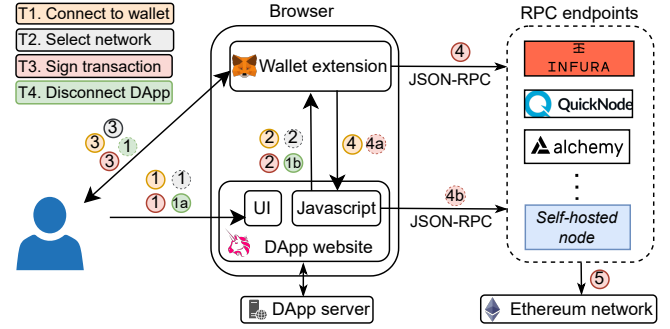 T1. Connect to wallet
T2. Select network
T3. Sign transaction
T4. Disconnect DApp
Browser
RPC endpoints
Wallet extension
4
JSON-RPC
INFURA
QuickNode
alchemy
3
3
1
3
2
2
2
1b
4
4a
1
1
1
1a
UI
Javascript
4b
JSON-RPC
Self-hosted
node
DApp website
5
DApp server
Ethereum network